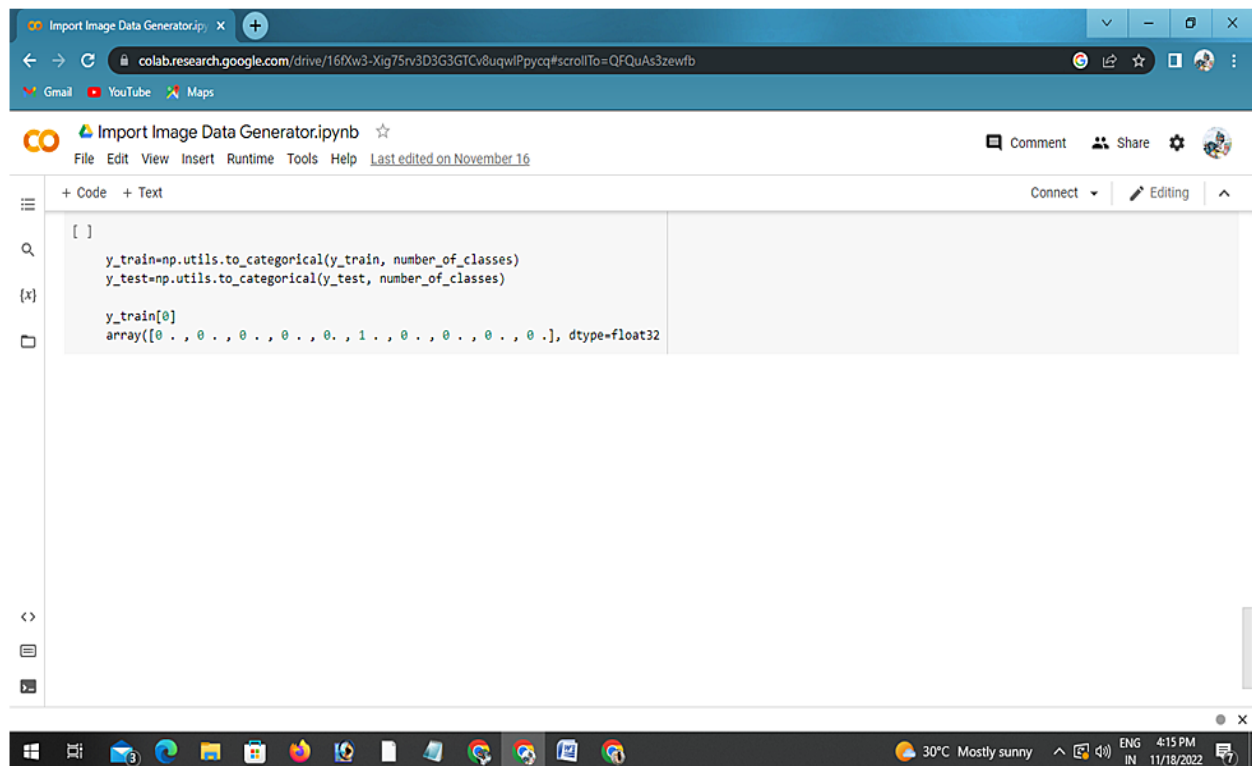 Import Image Data Generator.ipy
colab.research.google.com/drive/16fXw3-Xig75rv3D3G3GTCv8uqwIPpycq#scrollTo=QFQuAs3zewfb
Gmail YouTube Maps
Import Image Data Generator.ipynb
File Edit View Insert Runtime Tools Help Last edited on November 16
Comment Share
+ Code + Text
Connect Editing
[ ]
y_train=np.utils.to_categorical(y_train, number_of_classes)
y_test=np.utils.to_categorical(y_test, number_of_classes)
y_train[0]
array([0 . , 0 . , 0 . , 0 . , 0. , 1 . , 0 . , 0 . , 0 . , 0 .], dtype=float32
{x}
<>
3
30°C Mostly sunny
ENG
IN
4:15 PM
11/18/2022
7